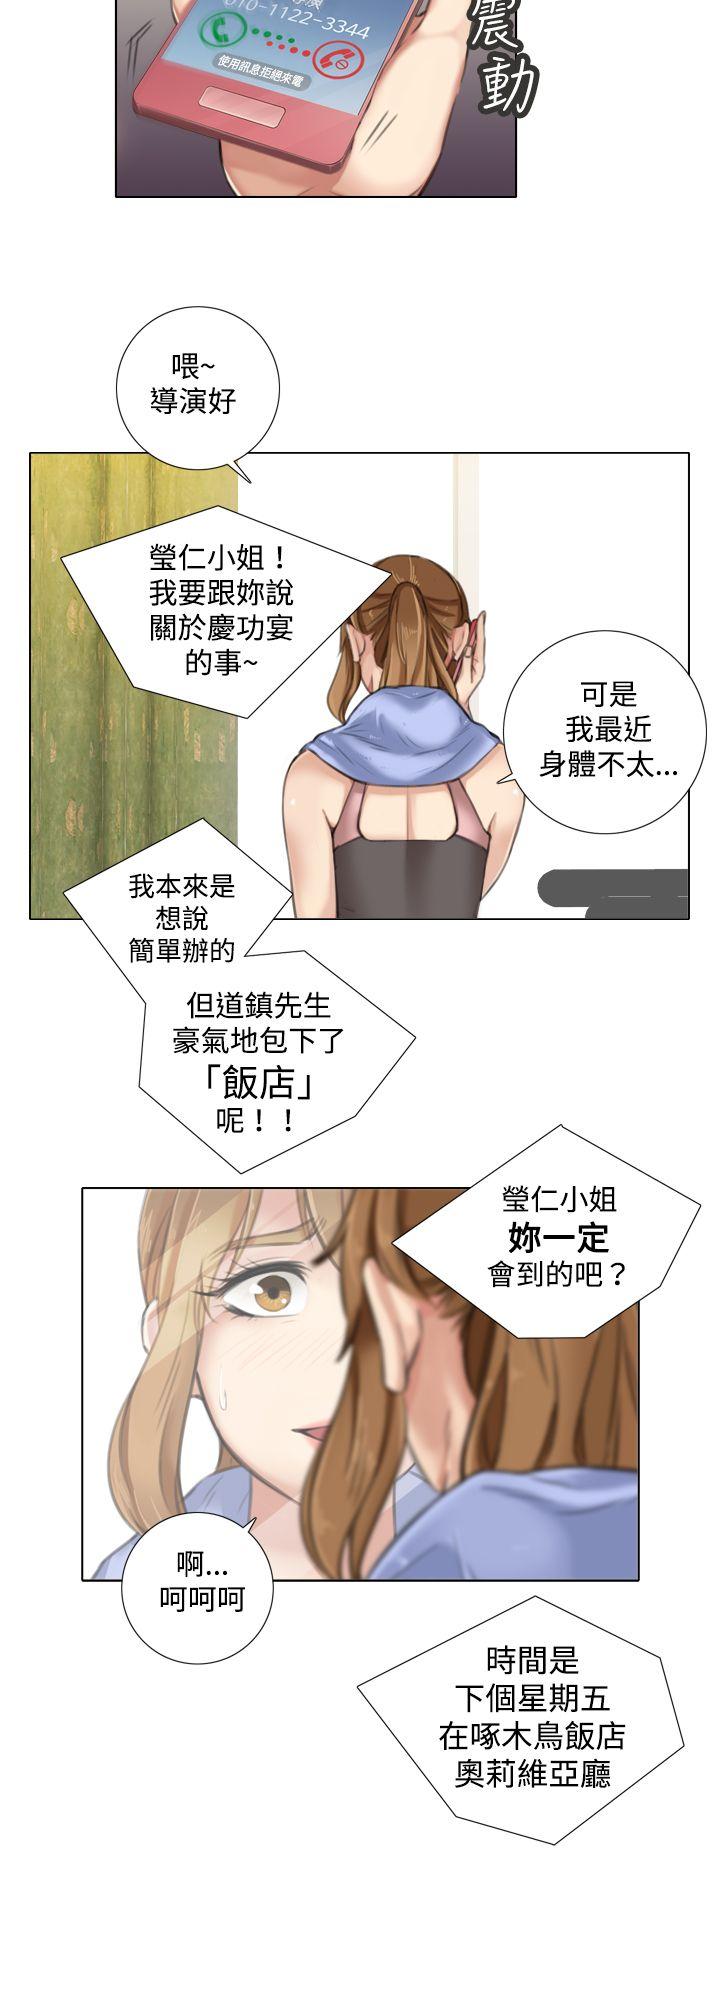 010-1122-3344
使用訊息拒絕來電
震動
喂~
導演好
瑩仁小姐！
我要跟妳說
關於慶功宴
的事~
可是
我最近
身體不太...
我本來是
想說
簡單辦的
但道鎮先生
豪氣地包下了
「飯店」
呢！！
瑩仁小姐
妳一定
會到的吧？
啊...
呵呵呵
時間是
下個星期五
在啄木鳥飯店
奧莉維亞廳